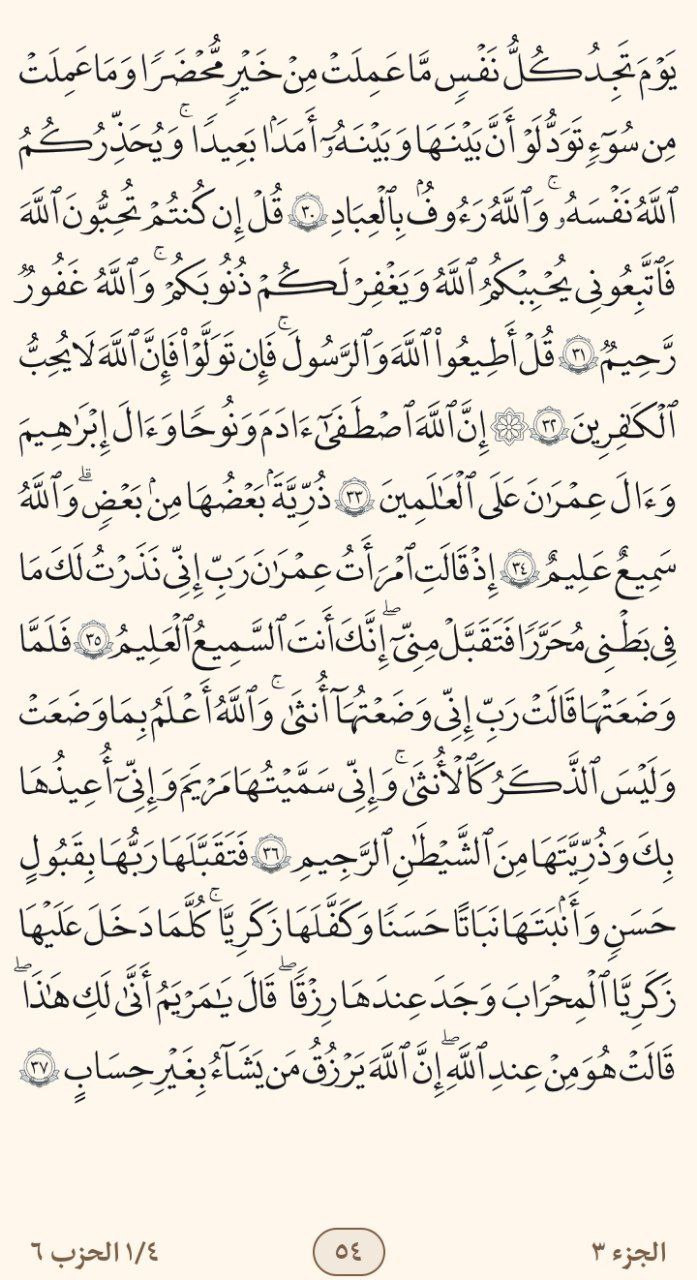 يَوْمَ تَجِدُ كُلُّ نَفْسٍ مَّا عَمِلَتْ مِنْ خَيْرٍ مُّحْضَرًا وَمَا عَمِلَتْ
مِن سُوٓءٍ تَوَدُّ لَوْ أَنَّ بَيْنَهَا وَبَيْنَهُۥٓ أَمَدًۢا بَعِيدًا ۗ وَيُحَذِّرُكُمُ
ٱللَّهُ نَفْسَهُۥ ۗ وَٱللَّهُ رَءُوفٌۢ بِٱلْعِبَادِ ٣٠ قُلْ إِن كُنتُمْ تُحِبُّونَ ٱللَّهَ
فَٱتَّبِعُونِى يُحْبِبْكُمُ ٱللَّهُ وَيَغْفِرْ لَكُمْ ذُنُوبَكُمْ ۚ وَٱللَّهُ غَفُورٌ
رَّحِيمٌ ٣١ قُلْ أَطِيعُوا۟ ٱللَّهَ وَٱلرَّسُولَ ۖ فَإِن تَوَلَّوْا۟ فَإِنَّ ٱللَّهَ لَا يُحِبُّ
ٱلْكَـٰفِرِينَ ٣٢ ۞ إِنَّ ٱللَّهَ ٱصْطَفَىٰٓ ءَادَمَ وَنُوحًا وَءَالَ إِبْرَٰهِيمَ
وَءَالَ عِمْرَٰنَ عَلَى ٱلْعَـٰلَمِينَ ٣٣ ذُرِّيَّةًۢ بَعْضُهَا مِنۢ بَعْضٍ ۗ وَٱللَّهُ
سَمِيعٌ عَلِيمٌ ٣٤ إِذْ قَالَتِ ٱمْرَأَتُ عِمْرَٰنَ رَبِّ إِنِّى نَذَرْتُ لَكَ مَا
فِى بَطْنِى مُحَرَّرًا فَتَقَبَّلْ مِنِّىٓ ۖ إِنَّكَ أَنتَ ٱلسَّمِيعُ ٱلْعَلِيمُ ٣٥ فَلَمَّا
وَضَعَتْهَا قَالَتْ رَبِّ إِنِّى وَضَعْتُهَآ أُنثَىٰ ۚ وَٱللَّهُ أَعْلَمُ بِمَا وَضَعَتْ
وَلَيْسَ ٱلذَّكَرُ كَٱلْأُنثَىٰ ۚ وَإِنِّى سَمَّيْتُهَا مَرْيَمَ وَإِنِّىٓ أُعِيذُهَا
بِكَ وَذُرِّيَّتَهَا مِنَ ٱلشَّيْطَـٰنِ ٱلرَّجِيمِ ٣٦ فَتَقَبَّلَهَا رَبُّهَا بِقَبُولٍ
حَسَنٍ وَأَنۢبَتَهَا نَبَاتًا حَسَنًا وَكَفَّلَهَا زَكَرِيَّا ۚ كُلَّمَا دَخَلَ عَلَيْهَا
زَكَرِيَّا ٱلْمِحْرَابَ وَجَدَ عِندَهَا رِزْقًا ۖ قَالَ يَـٰمَرْيَمُ أَنَّىٰ لَكِ هَـٰذَا ۖ
قَالَتْ هُوَ مِنْ عِندِ ٱللَّهِ ۖ إِنَّ ٱللَّهَ يَرْزُقُ مَن يَشَآءُ بِغَيْرِ حِسَابٍ ٣٧
الجزء ٣ ٥٤ ١/٤ الحزب ٦